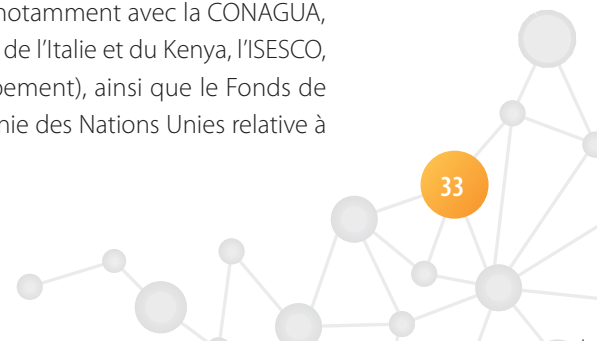 notamment avec la CONAGUA,
de l'Italie et du Kenya, l'ISESCO,
pement), ainsi que le Fonds de
nie des Nations Unies relative à
33